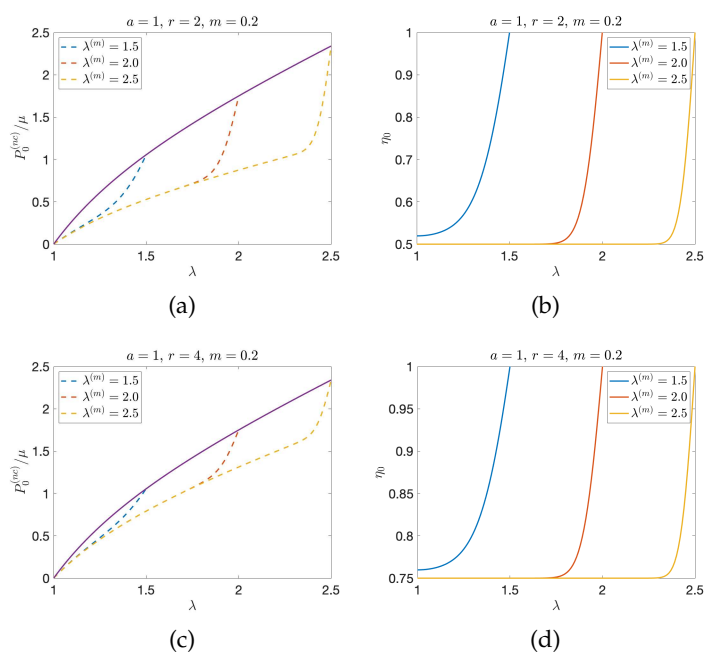 a = 1, r = 2, m = 0.2
2.5
2
1.5
1
0.5
0
P₀⁽ⁿᶜ⁾/μ
λ⁽ᵐ⁾ = 1.5
λ⁽ᵐ⁾ = 2.0
λ⁽ᵐ⁾ = 2.5
1 1.5 2 2.5
λ
(a)
a = 1, r = 2, m = 0.2
1
0.9
0.8
0.7
0.6
0.5
η₀
λ⁽ᵐ⁾ = 1.5
λ⁽ᵐ⁾ = 2.0
λ⁽ᵐ⁾ = 2.5
1 1.5 2 2.5
λ
(b)
a = 1, r = 4, m = 0.2
2.5
2
1.5
1
0.5
0
P₀⁽ⁿᶜ⁾/μ
λ⁽ᵐ⁾ = 1.5
λ⁽ᵐ⁾ = 2.0
λ⁽ᵐ⁾ = 2.5
1 1.5 2 2.5
λ
(c)
a = 1, r = 4, m = 0.2
1
0.95
0.9
0.85
0.8
0.75
η₀
λ⁽ᵐ⁾ = 1.5
λ⁽ᵐ⁾ = 2.0
λ⁽ᵐ⁾ = 2.5
1 1.5 2 2.5
λ
(d)